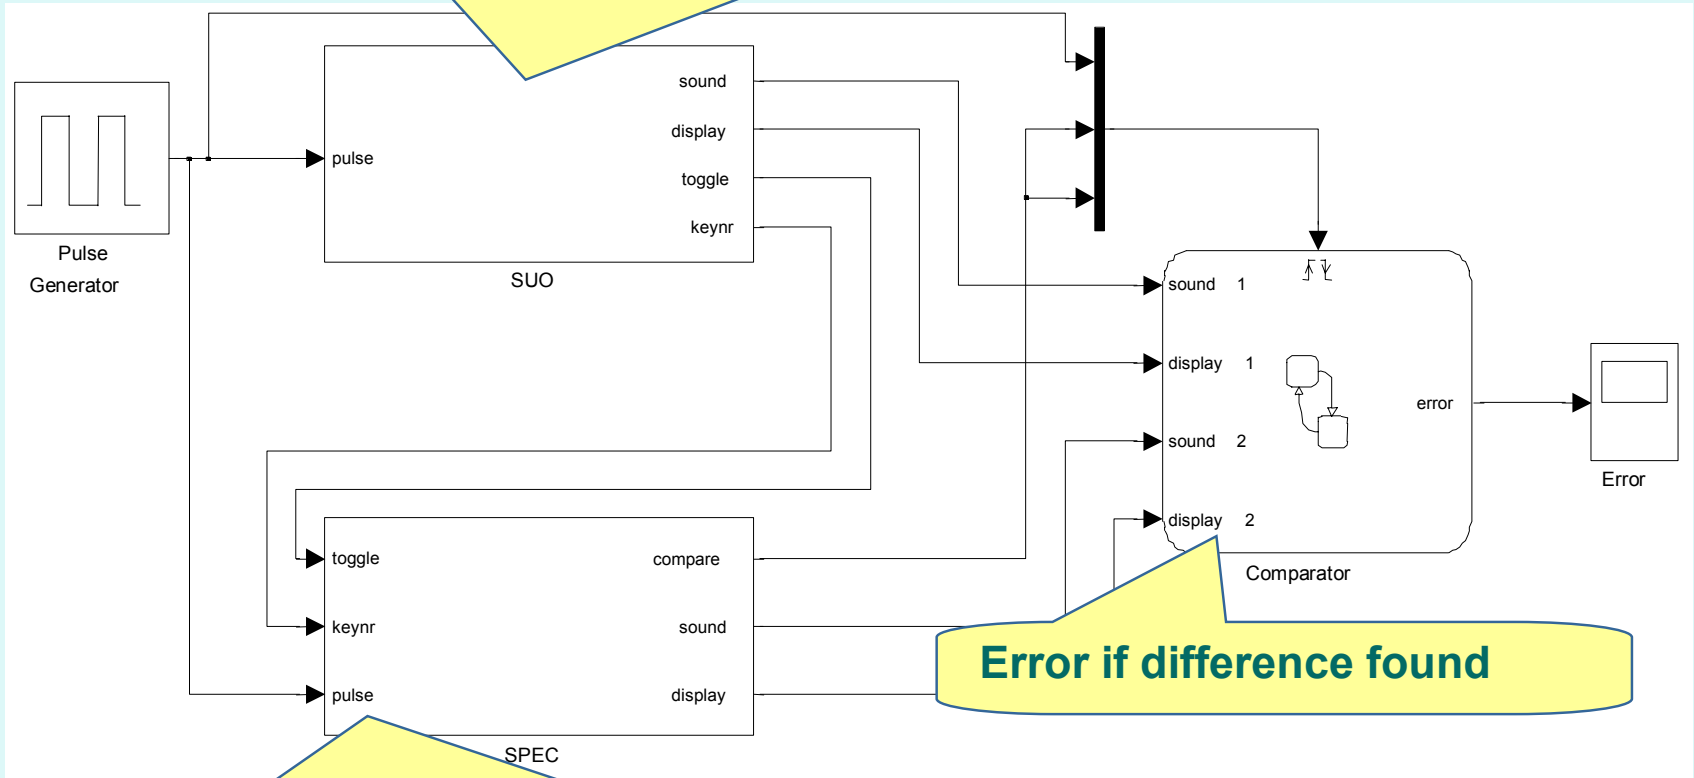 Pulse
Generator
pulse
sound
display
toggle
keynr
SUO
toggle
keynr
pulse
compare
sound
display
SPEC
sound 1
display 1
sound 2
display 2
error
Comparator
Error
Error if difference found